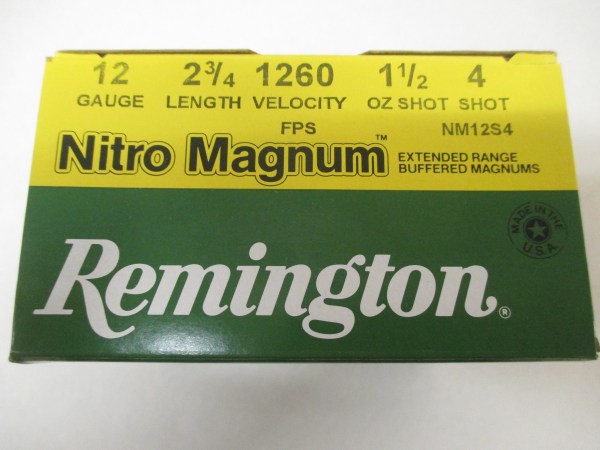 12 2¾ 1260 1½ 4
GAUGE LENGTH VELOCITY OZ SHOT SHOT
FPS NM12S4
Nitro Magnum™ EXTENDED RANGE
BUFFERED MAGNUMS
MADE IN THE
U.S.A.
Remington®